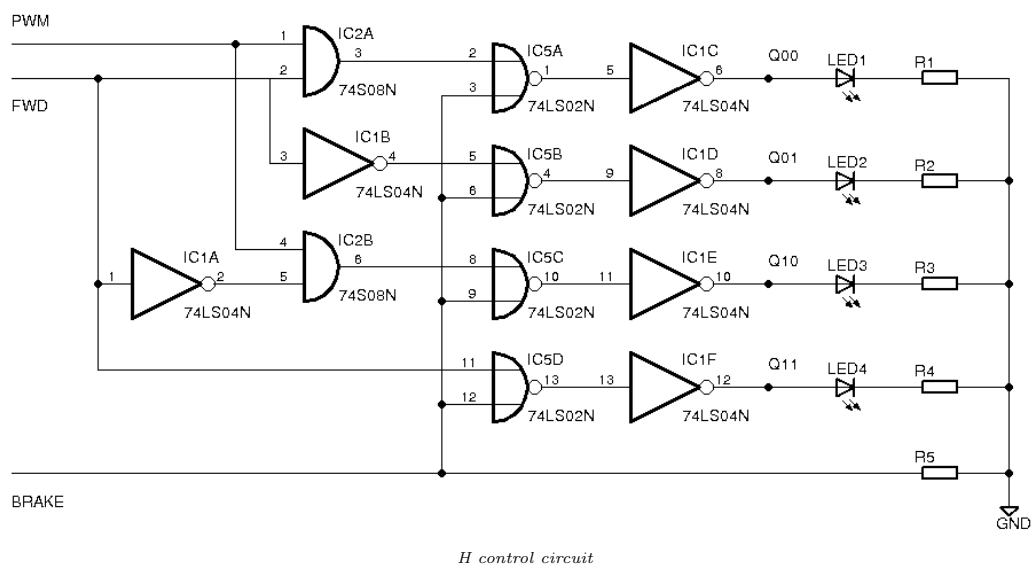 PWM
FWD
BRAKE
1
2
IC2A
3
74S08N
3
IC1B
4
74LS04N
1
IC1A
2
74LS04N
4
5
IC2B
6
74S08N
2
3
IC5A
1
74LS02N
5
IC1C
6
74LS04N
Q00
LED1
R1
5
6
IC5B
4
74LS02N
9
IC1D
8
74LS04N
Q01
LED2
R2
8
9
IC5C
10
74LS02N
11
IC1E
10
74LS04N
Q10
LED3
R3
11
12
IC5D
13
74LS02N
13
IC1F
12
74LS04N
Q11
LED4
R4
R5
GND
H control circuit